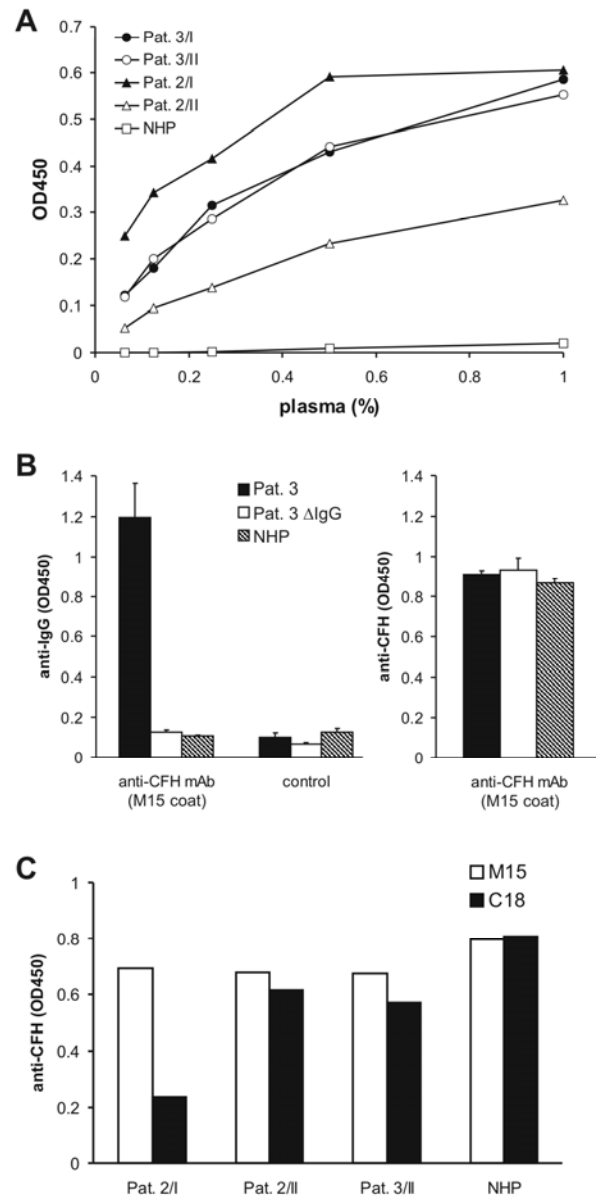 A
Pat. 3/I
Pat. 3/II
Pat. 2/I
Pat. 2/II
NHP
0.7
0.6
0.5
0.4
0.3
0.2
0.1
0
OD450
0 0.2 0.4 0.6 0.8 1
plasma (%)
B
Pat. 3
Pat. 3 ΔIgG
NHP
1.4
1.2
1
0.8
0.6
0.4
0.2
0
anti-IgG (OD450)
anti-CFH mAb
(M15 coat)
control
1.4
1.2
1
0.8
0.6
0.4
0.2
0
anti-CFH (OD450)
anti-CFH mAb
(M15 coat)
C
M15
C18
1
0.8
0.6
0.4
0.2
0
anti-CFH (OD450)
Pat. 2/I Pat. 2/II Pat. 3/II NHP